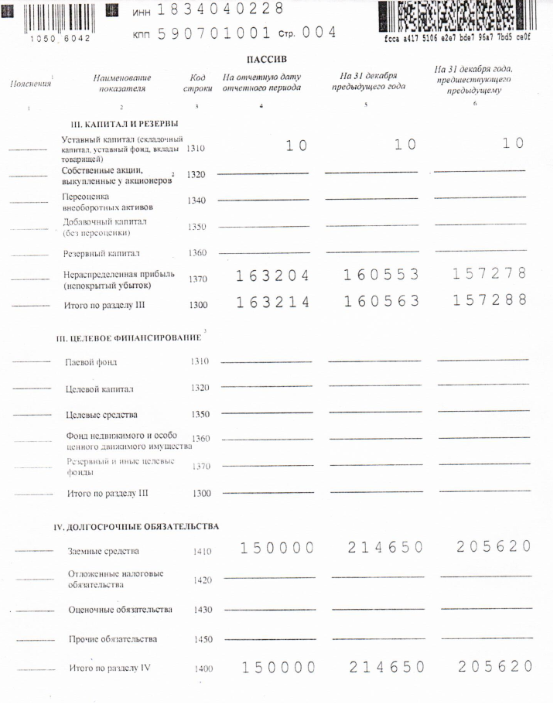 ИНН 1834040228
1050 6042
КПП 590701001 Стр. 004
fcca a417 5106 e2e7 bde7 95a7 7bd5 ce0f
ПАССИВ
Пояснения Наименование показателя Код строки На отчетную дату отчетного периода На 31 декабря предыдущего года На 31 декабря года, предшествующего предыдущему
1 2 3 4 5 6
III. КАПИТАЛ И РЕЗЕРВЫ
Уставный капитал (складочный капитал, уставный фонд, вклады товарищей) 1310 10 10 10
Собственные акции, выкупленные у акционеров 1320
Переоценка внеоборотных активов 1340
Добавочный капитал (без переоценки) 1350
Резервный капитал 1360
Нераспределенная прибыль (непокрытый убыток) 1370 163204 160553 157278
Итого по разделу III 1300 163214 160563 157288
III. ЦЕЛЕВОЕ ФИНАНСИРОВАНИЕ
Паевой фонд 1310
Целевой капитал 1320
Целевые средства 1350
Фонд недвижимого и особо ценного движимого имущества 1360
Резервный и иные целевые фонды 1370
Итого по разделу III 1300
IV. ДОЛГОСРОЧНЫЕ ОБЯЗАТЕЛЬСТВА
Заемные средства 1410 150000 214650 205620
Отложенные налоговые обязательства 1420
Оценочные обязательства 1430
Прочие обязательства 1450
Итого по разделу IV 1400 150000 214650 205620